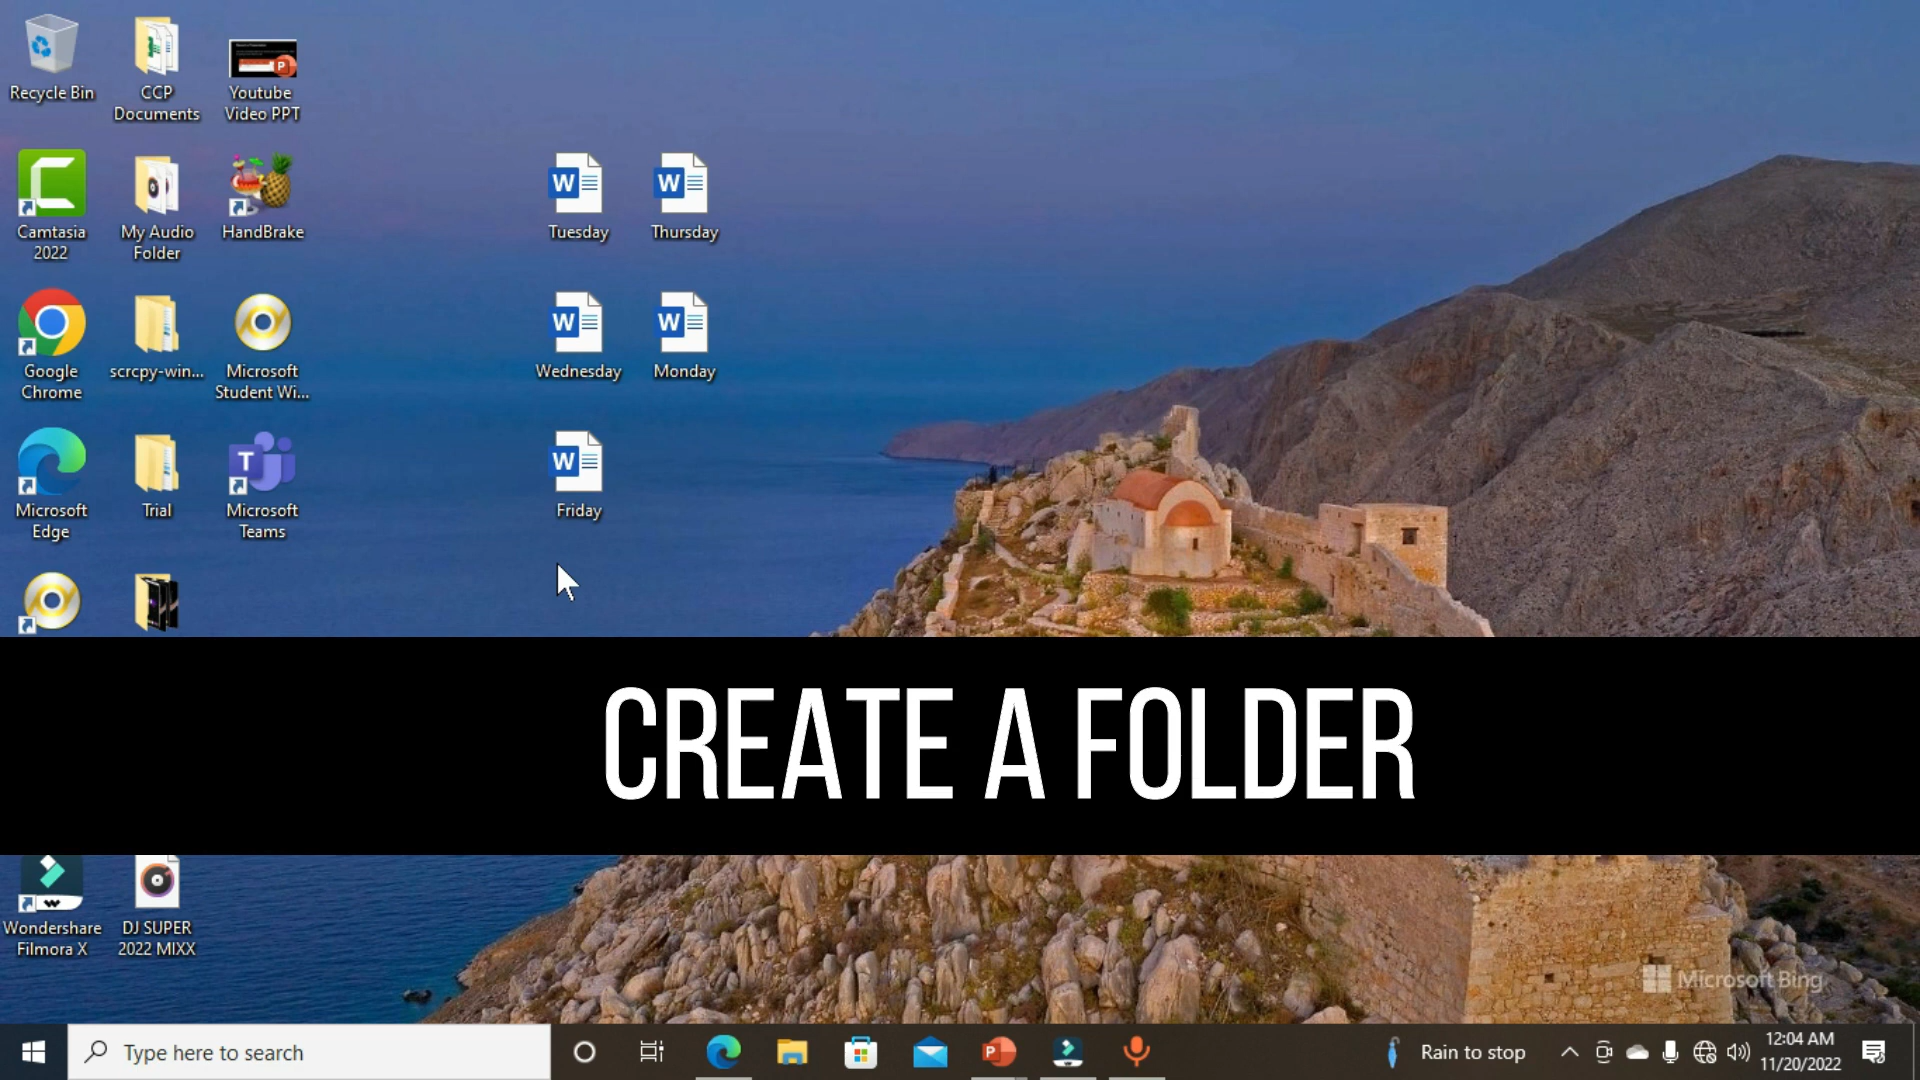 Recycle Bin
CCP
Documents
Youtube
Video PPT
Camtasia
2022
My Audio
Folder
HandBrake
Tuesday
Thursday
Google
Chrome
scrcpy-win...
Microsoft
Student Wi...
Wednesday
Monday
Microsoft
Edge
Trial
Microsoft
Teams
Friday
CREATE A FOLDER
Wondershare
Filmora X
DJ SUPER
2022 MIXX
Microsoft Bing
Type here to search
Rain to stop
12:04 AM
11/20/2022